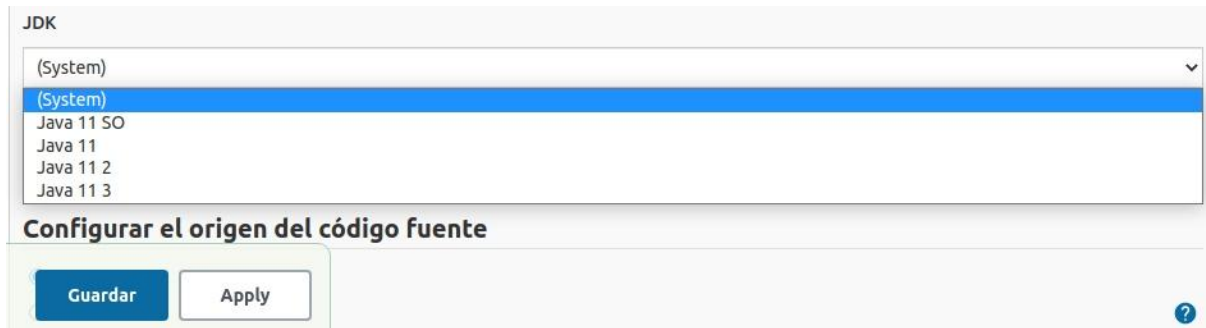 JDK
(System)
(System)
Java 11 SO
Java 11
Java 11 2
Java 11 3
Configurar el origen del código fuente
Guardar Apply
?